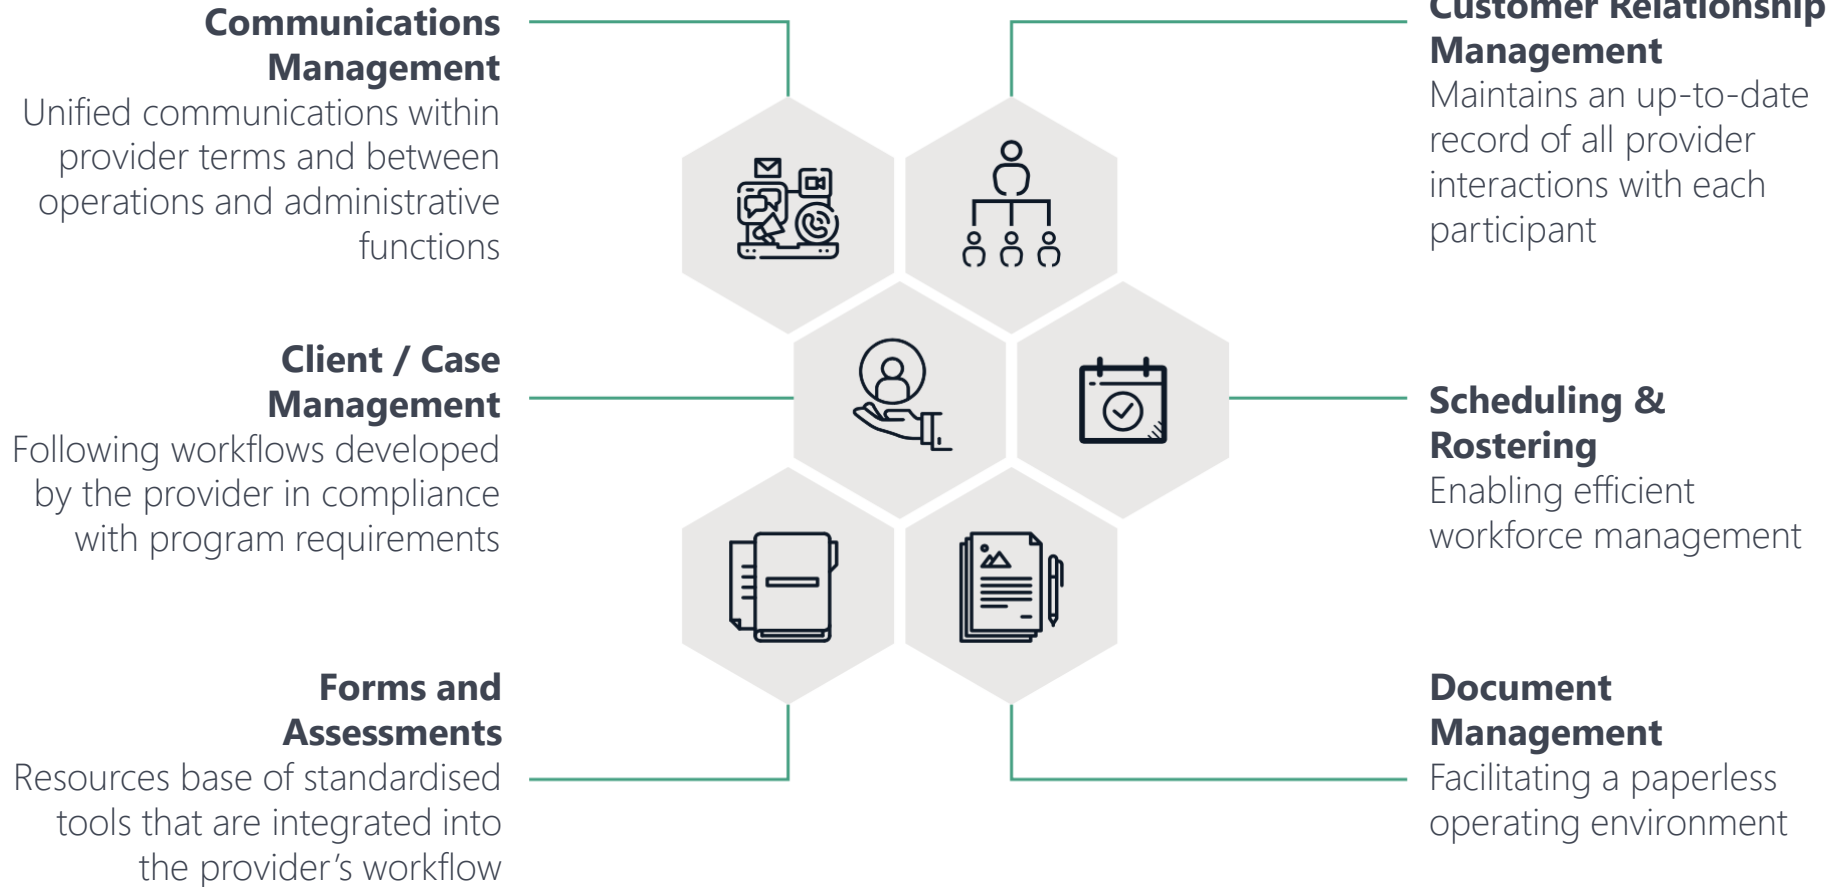 Communications
Management
Unified communications within
provider terms and between
operations and administrative
functions
Customer Relationship
Management
Maintains an up-to-date
record of all provider
interactions with each
participant
Client / Case
Management
Following workflows developed
by the provider in compliance
with program requirements
Scheduling &
Rostering
Enabling efficient
workforce management
Forms and
Assessments
Resources base of standardised
tools that are integrated into
the provider's workflow
Document
Management
Facilitating a paperless
operating environment